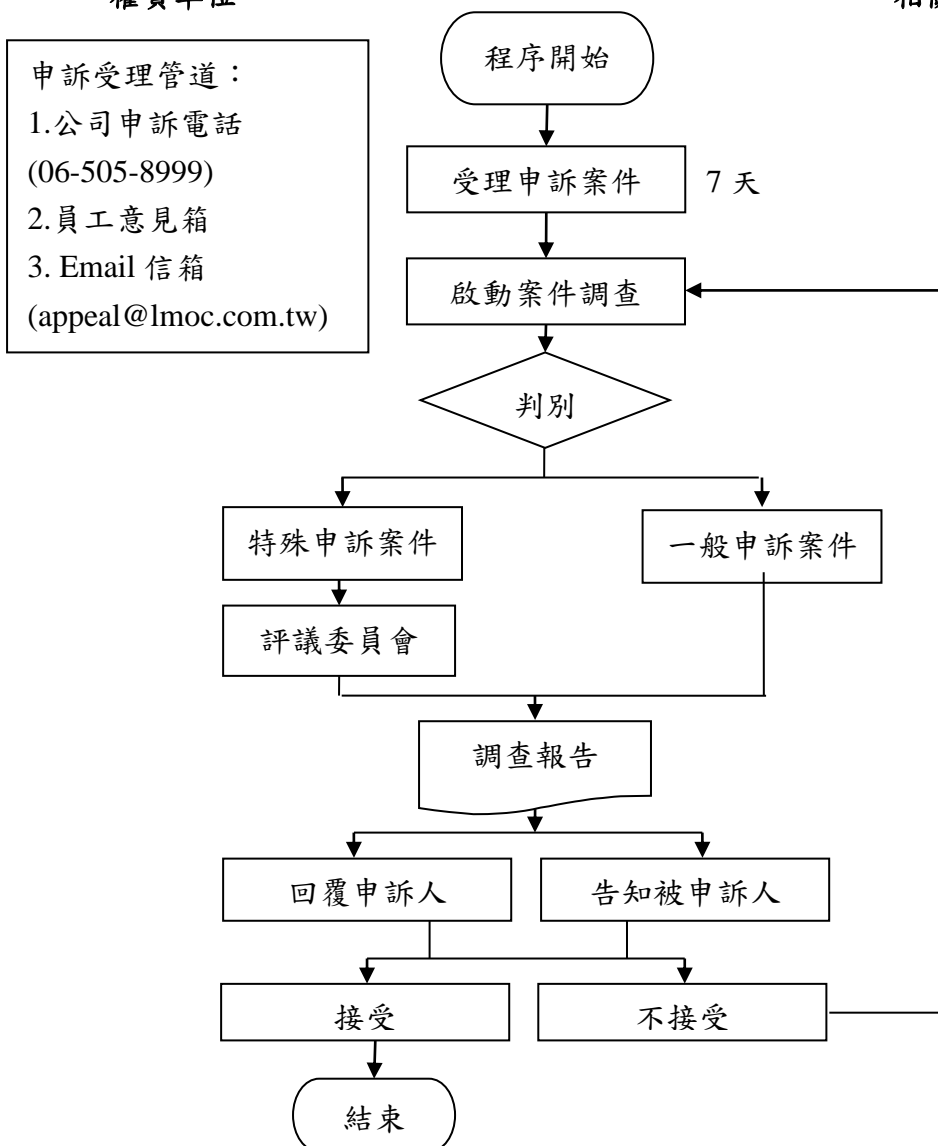 權責單位
程序開始
申訴受理管道：
1.公司申訴電話
(06-505-8999)
2.員工意見箱
3. Email 信箱
(appeal@lmoc.com.tw)
受理申訴案件
7 天
啟動案件調查
判別
特殊申訴案件
一般申訴案件
評議委員會
調查報告
回覆申訴人
告知被申訴人
接受
不接受
結束